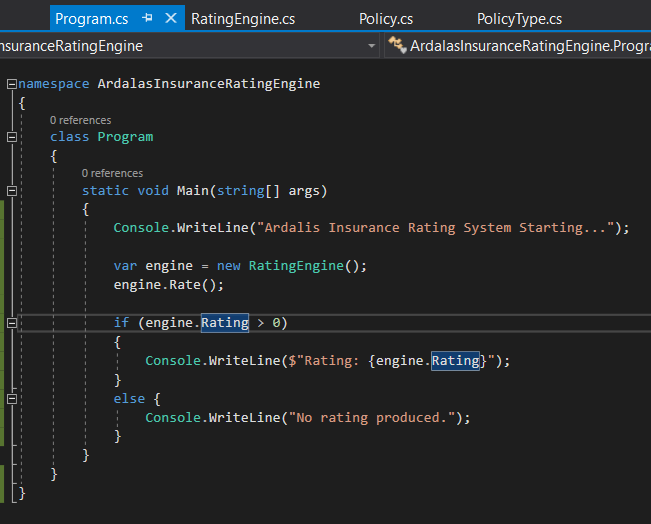 Program.cs RatingEngine.cs Policy.cs PolicyType.cs
nsuranceRatingEngine ArdalasInsuranceRatingEngine.Progra
namespace ArdalasInsuranceRatingEngine
{
0 references
class Program
{
0 references
static void Main(string[] args)
{
Console.WriteLine("Ardalis Insurance Rating System Starting...");
var engine = new RatingEngine();
engine.Rate();
if (engine.Rating > 0)
{
Console.WriteLine($"Rating: {engine.Rating}");
}
else {
Console.WriteLine("No rating produced.");
}
}
}
}